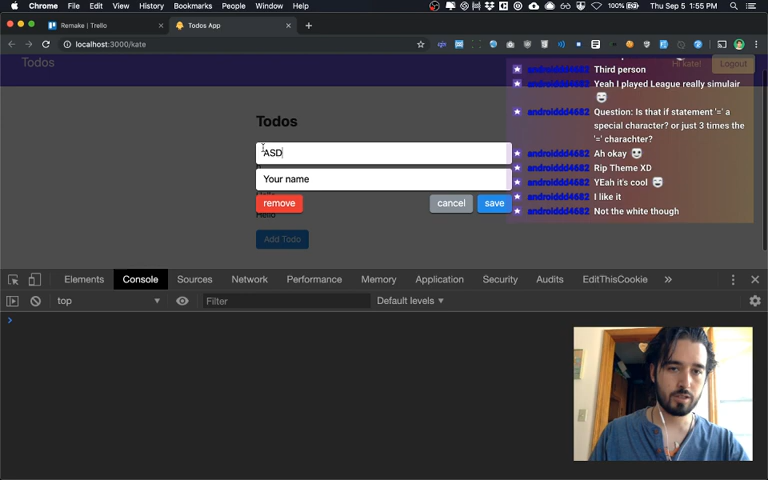 Chrome File Edit View History Bookmarks People Window Help 100% Thu Sep 5 1:55 PM
Remake | Trello Todos App
localhost:3000/kate
Todos Hi kate! Logout
androiddd4682 Third person
androiddd4682 Yeah I played League really simulair
androiddd4682 Question: Is that if statement '=' a
special character? or just 3 times the
'=' charachter?
androiddd4682 Ah okay
androiddd4682 Rip Theme XD
androiddd4682 YEah it's cool
androiddd4682 I like it
androiddd4682 Not the white though
Todos
ASD
Your name
remove cancel save
Hello
Add Todo
Elements Console Sources Network Performance Memory Application Security Audits EditThisCookie »
top Filter Default levels